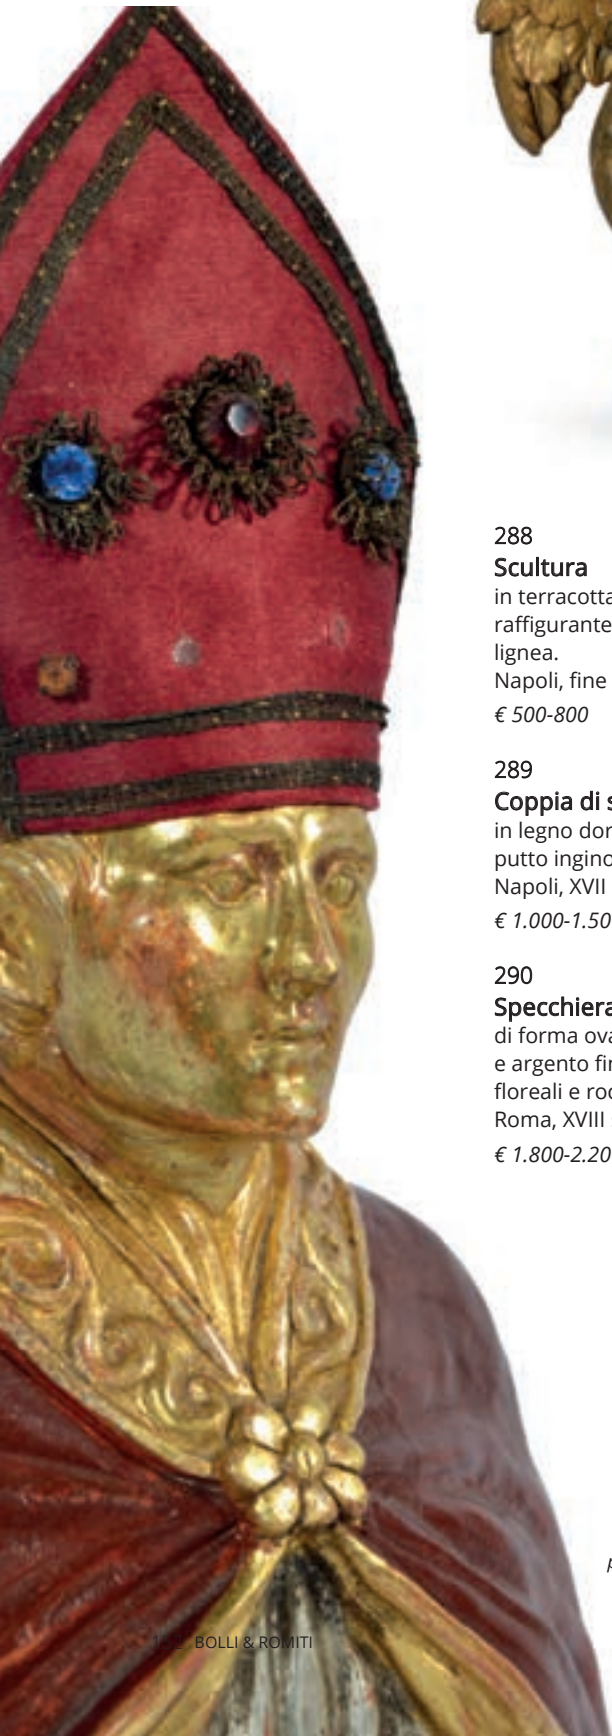 288
Scultura
in terracotta
raffigurante
lignea.
Napoli, fine
€ 500-800
289
Coppia di s
in legno dor
putto ingino
Napoli, XVII
€ 1.000-1.50
290
Specchiera
di forma ova
e argento fin
floreali e roc
Roma, XVIII
€ 1.800-2.20
BOLLI & ROMITI